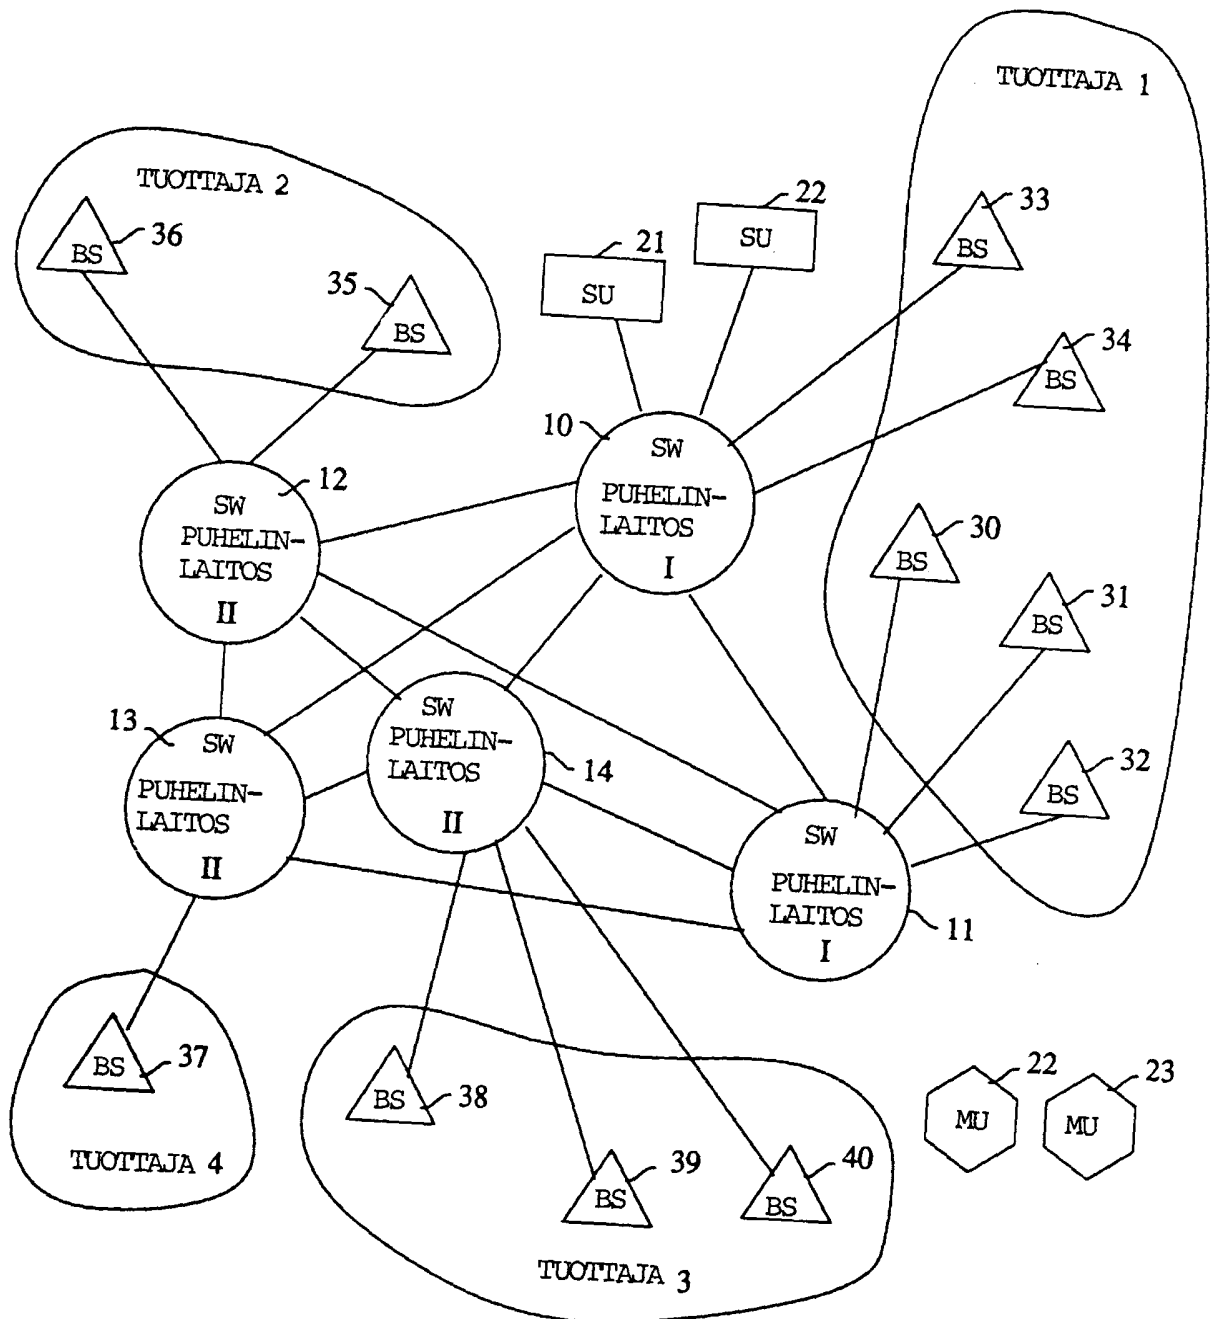 TUOTTAJA 1
TUOTTAJA 2
22
33
36
BS
SU
BS
21
35
SU
BS
34
BS
10
SW
PUHELIN-
LAITOS
I
12
SW
PUHELIN-
LAITOS
II
30
BS
31
BS
13
SW
PUHELIN-
LAITOS
II
SW
PUHELIN-
LAITOS
II
14
32
BS
SW
PUHELIN-
LAITOS
I
11
37
BS
TUOTTAJA 4
38
BS
39
BS
40
BS
TUOTTAJA 3
22
MU
23
MU